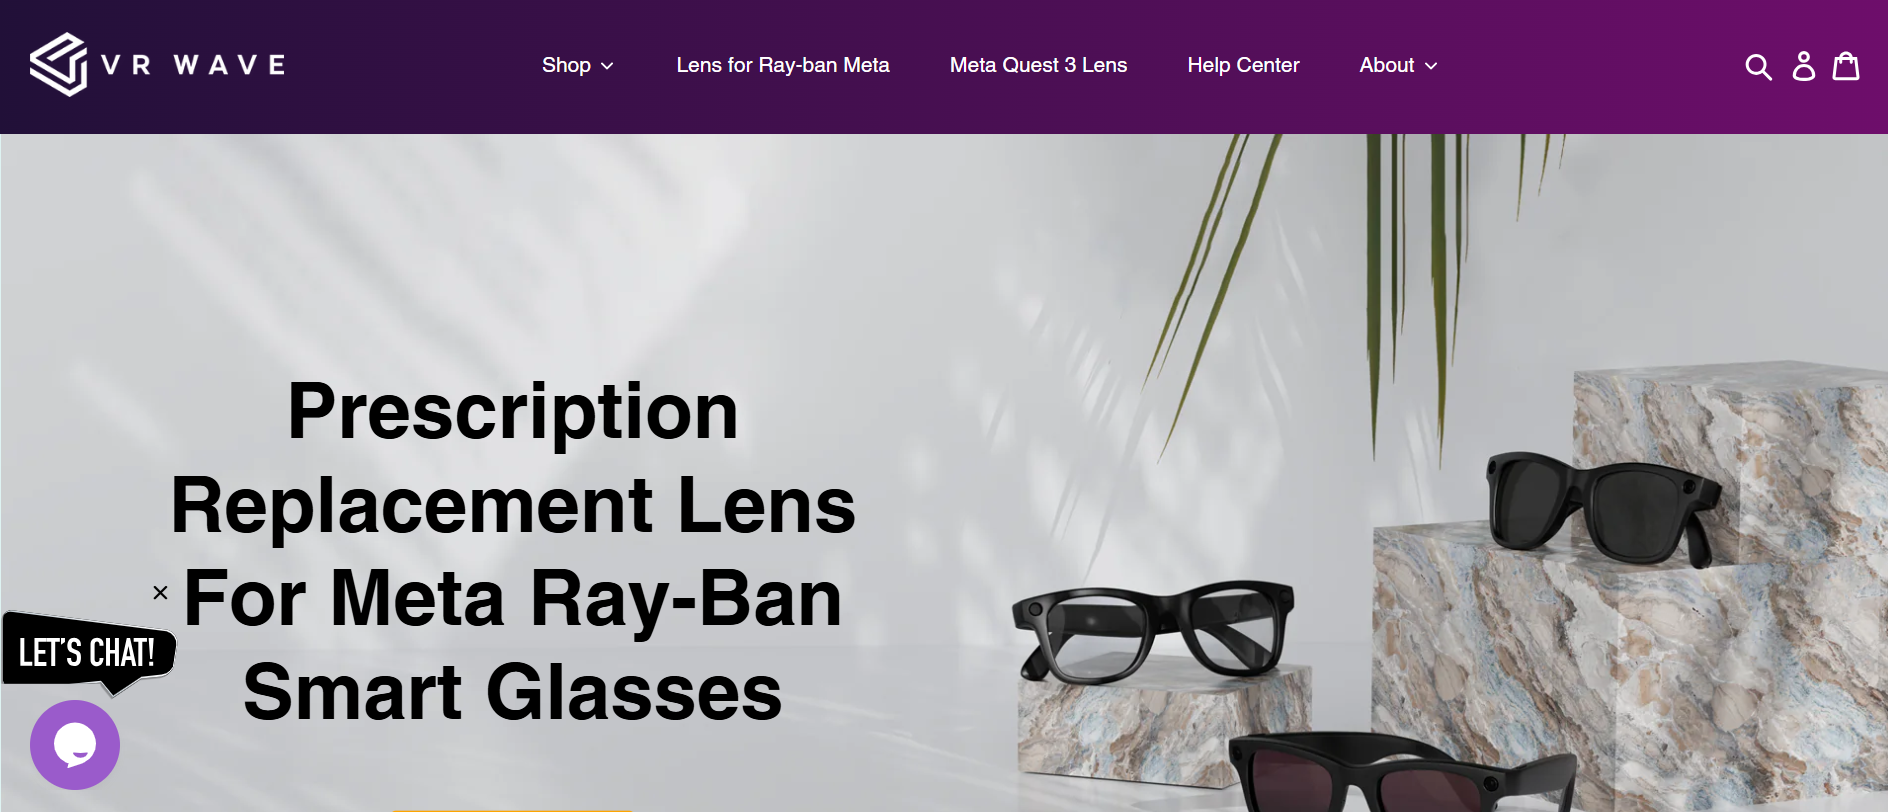 VR WAVE
Shop
Lens for Ray-ban Meta
Meta Quest 3 Lens
Help Center
About
Prescription
Replacement Lens
For Meta Ray-Ban
Smart Glasses
LET'S CHAT!